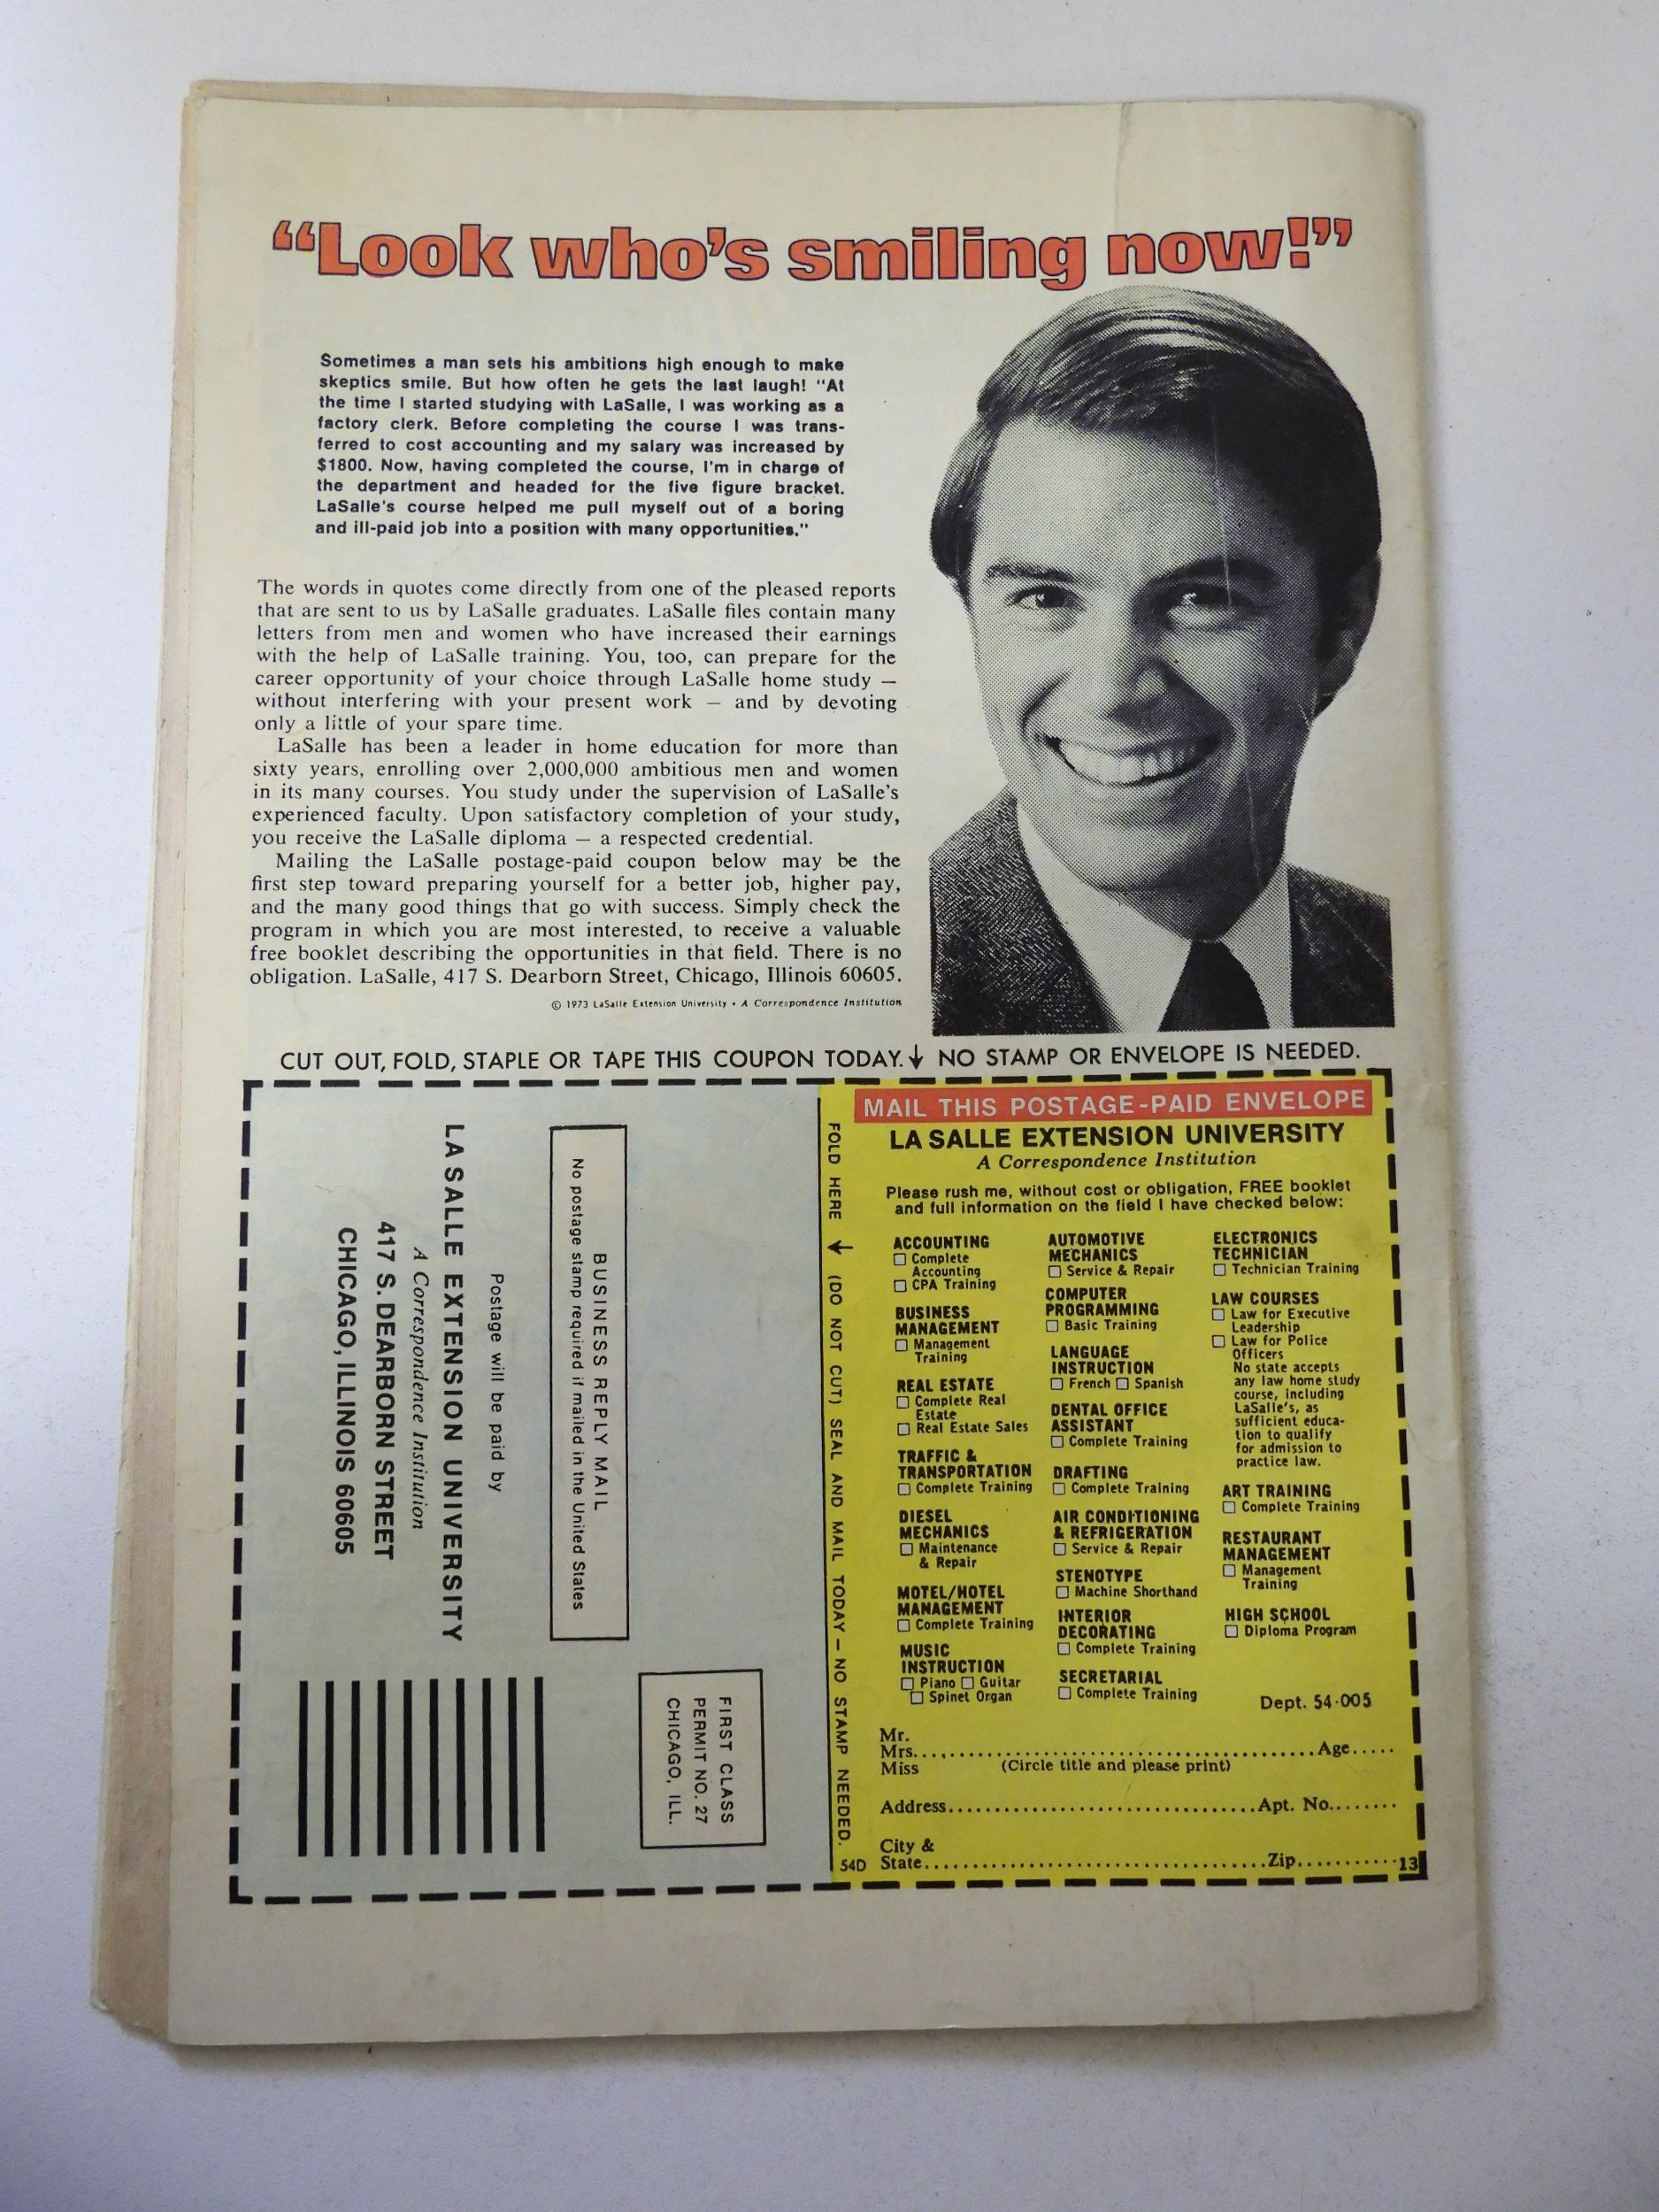 “Look who’s smiling now!”
Sometimes a man sets his ambitions high enough to make
skeptics smile. But how often he gets the last laugh! “At
the time I started studying with LaSalle, I was working as a
factory clerk. Before completing the course I was trans-
ferred to cost accounting and my salary was increased by
$1800. Now, having completed the course, I'm in charge of
the department and headed for the five figure bracket.
LaSalle's course helped me pull myself out of a boring
and ill-paid job into a position with many opportunities.”
The words in quotes come directly from one of the pleased reports
that are sent to us by LaSalle graduates. LaSalle files contain many
letters from men and women who have increased their earnings
with the help of LaSalle training. You, too, can prepare for the
career opportunity of your choice through LaSalle home study —
without interfering with your present work — and by devoting
only a little of your spare time.
LaSalle has been a leader in home education for more than
sixty years, enrolling over 2,000,000 ambitious men and women
in its many courses. You study under the supervision of LaSalle's
experienced faculty. Upon satisfactory completion of your study,
you receive the LaSalle diploma — a respected credential.
Mailing the LaSalle postage-paid coupon below may be the
first step toward preparing yourself for a better job, higher pay,
and the many good things that go with success. Simply check the
program in which you are most interested, to receive a valuable
free booklet describing the opportunities in that field. There is no
obligation. LaSalle, 417 S. Dearborn Street, Chicago, Illinois 60605.
© 1973 LaSalle Extension University • A Correspondence Institution
CUT OUT, FOLD, STAPLE OR TAPE THIS COUPON TODAY.↓ NO STAMP OR ENVELOPE IS NEEDED.
FIRST CLASS
PERMIT NO. 27
CHICAGO, ILL.
BUSINESS REPLY MAIL
No postage stamp required if mailed in the United States
Postage will be paid by
LA SALLE EXTENSION UNIVERSITY
A Correspondence Institution
417 S. DEARBORN STREET
CHICAGO, ILLINOIS 60605
FOLD HERE → (DO NOT CUT) SEAL AND MAIL TODAY — NO STAMP NEEDED.
54D
MAIL THIS POSTAGE-PAID ENVELOPE
LA SALLE EXTENSION UNIVERSITY
A Correspondence Institution
Please rush me, without cost or obligation, FREE booklet
and full information on the field I have checked below:
ACCOUNTING
□ Complete
Accounting
□ CPA Training
BUSINESS
MANAGEMENT
□ Management
Training
REAL ESTATE
□ Complete Real
Estate
□ Real Estate Sales
TRAFFIC &
TRANSPORTATION
□ Complete Training
DIESEL
MECHANICS
□ Maintenance
& Repair
MOTEL/HOTEL
MANAGEMENT
□ Complete Training
MUSIC
INSTRUCTION
□ Piano □ Guitar
□ Spinet Organ
AUTOMOTIVE
MECHANICS
□ Service & Repair
COMPUTER
PROGRAMMING
□ Basic Training
LANGUAGE
INSTRUCTION
□ French □ Spanish
DENTAL OFFICE
ASSISTANT
□ Complete Training
DRAFTING
□ Complete Training
AIR CONDITIONING
& REFRIGERATION
□ Service & Repair
STENOTYPE
□ Machine Shorthand
INTERIOR
DECORATING
□ Complete Training
SECRETARIAL
□ Complete Training
ELECTRONICS
TECHNICIAN
□ Technician Training
LAW COURSES
□ Law for Executive
Leadership
□ Law for Police
Officers
No state accepts
any law home study
course, including
LaSalle's, as
sufficient educa-
tion to qualify
for admission to
practice law.
ART TRAINING
□ Complete Training
RESTAURANT
MANAGEMENT
□ Management
Training
HIGH SCHOOL
□ Diploma Program
Dept. 54-005
Mr.
Mrs. Age
Miss (Circle title and please print)
Address Apt. No.
City &
State Zip 13